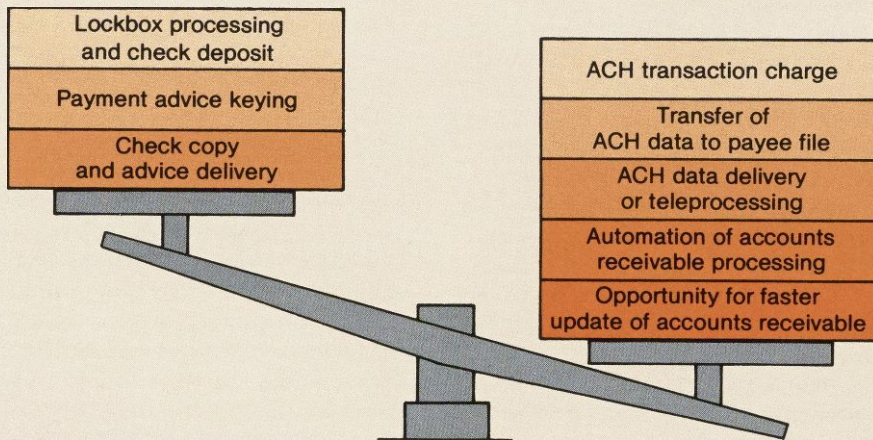 Lockbox processing
and check deposit
Payment advice keying
Check copy
and advice delivery
ACH transaction charge
Transfer of
ACH data to payee file
ACH data delivery
or teleprocessing
Automation of accounts
receivable processing
Opportunity for faster
update of accounts receivable